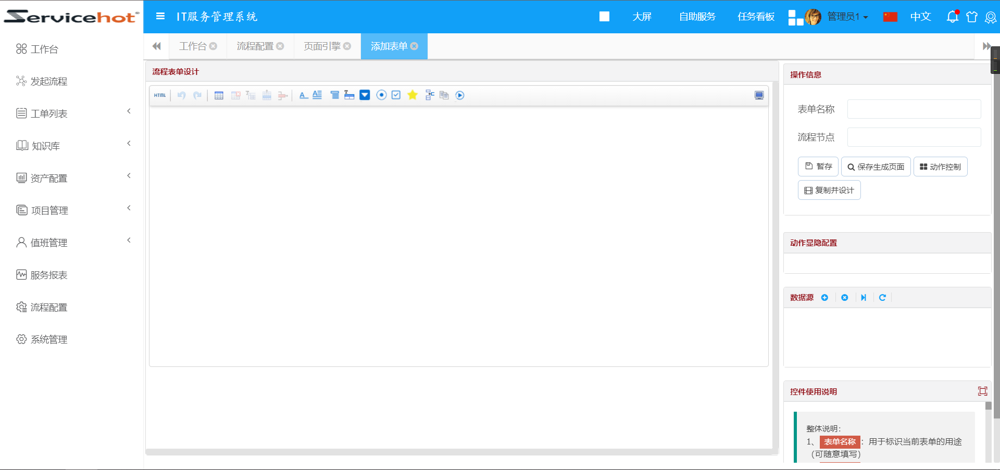 Servicehot
IT服务管理系统
大屏
自助服务
任务看板
管理员1
中文
工作台
发起流程
工单列表
知识库
资产配置
项目管理
值班管理
服务报表
流程配置
系统管理
工作台
流程配置
页面引擎
添加表单
流程表单设计
HTML
操作信息
表单名称
流程节点
暂存
保存生成页面
动作控制
复制并设计
动作显隐配置
数据源
控件使用说明
整体说明：
1、 表单名称 ：用于标识当前表单的用途
（可随意填写）